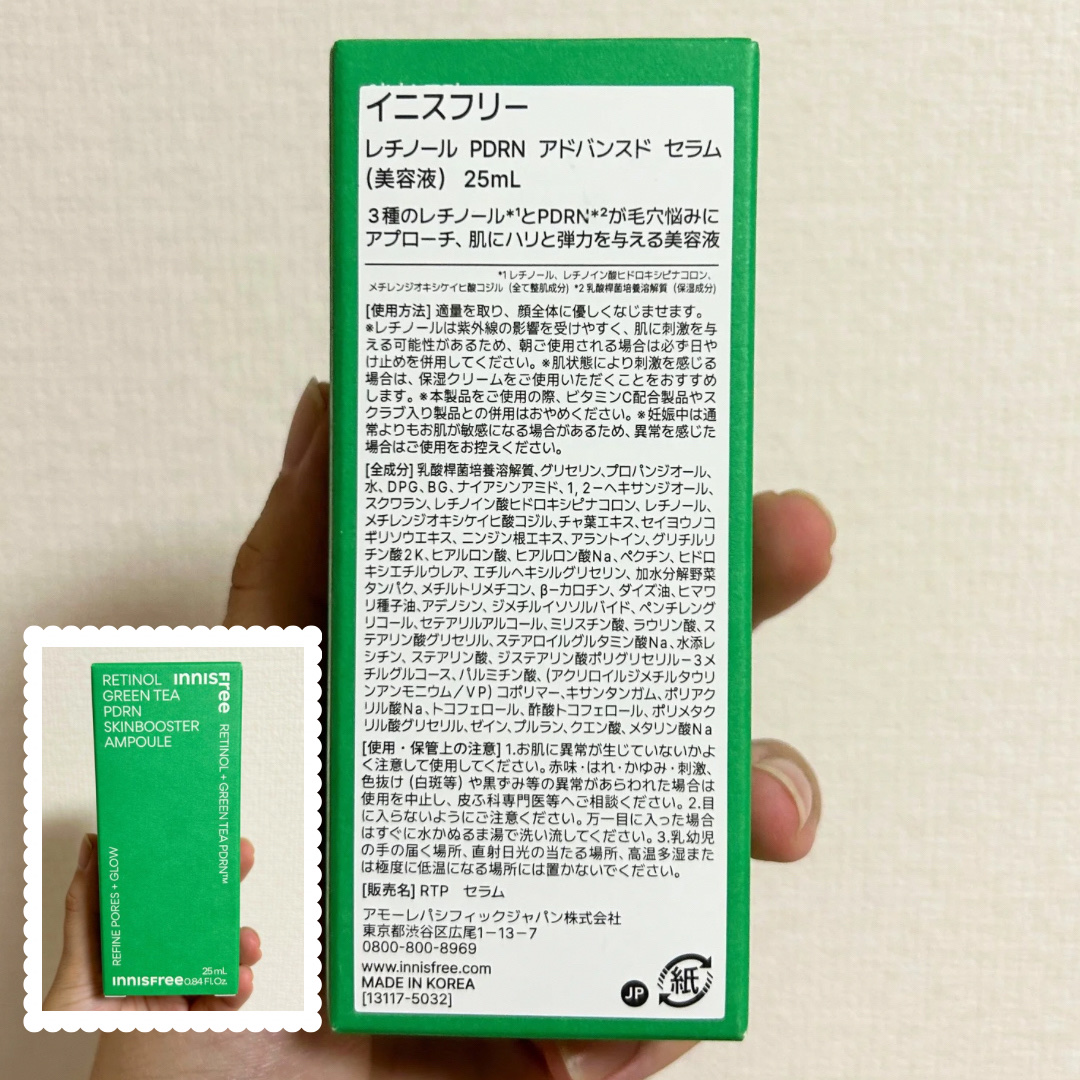 イニスフリー
レチノール PDRN アドバンスド セラム
(美容液) 25mL
3種のレチノール*1とPDRN*2が毛穴悩みに
アプローチ、肌にハリと弾力を与える美容液
*1 レチノール、レチノイン酸ヒドロキシピナコロン、
メチレンジオキシケイヒ酸コジル (全て整肌成分) *2 乳酸桿菌培養溶解質 (保湿成分)
[使用方法] 適量を取り、顔全体に優しくなじませます。
※レチノールは紫外線の影響を受けやすく、肌に刺激を与
える可能性があるため、朝ご使用される場合は必ず日や
け止めを併用してください。※肌状態により刺激を感じる
場合は、保湿クリームをご使用いただくことをおすすめ
します。※本製品をご使用の際、ビタミンC配合製品やス
クラブ入り製品との併用はおやめください。※妊娠中は通
常よりもお肌が敏感になる場合があるため、異常を感じた
場合はご使用をお控えください。
[全成分] 乳酸桿菌培養溶解質、グリセリン、プロパンジオール、
水、DPG、BG、ナイアシンアミド、1,2-ヘキサンジオール、
スクワラン、レチノイン酸ヒドロキシピナコロン、レチノール、
メチレンジオキシケイヒ酸コジル、チャ葉エキス、セイヨウノコ
ギリソウエキス、ニンジン根エキス、アラントイン、グリチルリ
チン酸2K、ヒアルロン酸、ヒアルロン酸Na、ペクチン、ヒドロ
キシエチルウレア、エチルヘキシルグリセリン、加水分解野菜
タンパク、メチルトリメチコン、β-カロチン、ダイズ油、ヒマワ
リ種子油、アデノシン、ジメチルイソソルバイド、ペンチレング
リコール、セテアリルアルコール、ミリスチン酸、ラウリン酸、ス
テアリン酸グリセリル、ステアロイルグルタミン酸Na、水添レ
シチン、ステアリン酸、ジステアリン酸ポリグリセリル-3メ
チルグルコース、パルミチン酸、(アクリロイルジメチルタウリ
ンアンモニウム/VP) コポリマー、キサンタンガム、ポリアク
リル酸Na、トコフェロール、酢酸トコフェロール、ポリメタク
リル酸グリセリル、ゼイン、プルラン、クエン酸、メタリン酸Na
[使用・保管上の注意] 1.お肌に異常が生じていないかよ
く注意して使用してください。赤味・はれ・かゆみ・刺激、
色抜け (白斑等) や黒ずみ等の異常があらわれた場合は
使用を中止し、皮ふ科専門医等へご相談ください。2.目
に入らないようにご注意ください。万一目に入った場合
はすぐに水かぬるま湯で洗い流してください。3.乳幼児
の手の届く場所、直射日光の当たる場所、高温多湿また
は極度に低温になる場所には置かないでください。
[販売名] RTP セラム
アモーレパシフィックジャパン株式会社
東京都渋谷区広尾1-13-7
0800-800-8969
www.innisfree.com
MADE IN KOREA
[13117-5032]
JP
紙
RETINOL
GREEN TEA
PDRN
SKINBOOSTER
AMPOULE
INNISFree
RETINOL + GREEN TEA PDRN™
REFINE PORES + GLOW
25 mL
INNISFree 0.84 Fl.Oz.